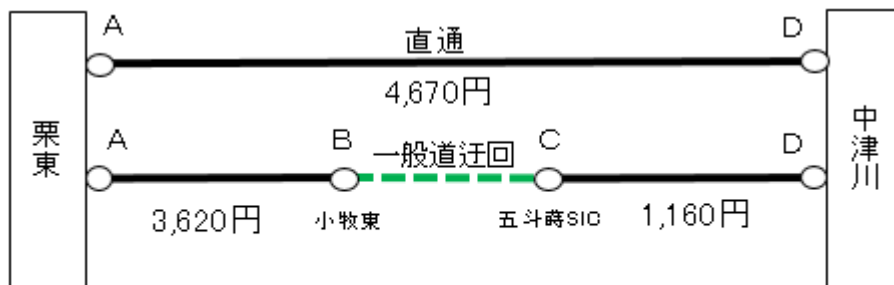 栗東
A
直通
D
中津川
4,670円
A
B
一般道迂回
C
D
3,620円
小牧東
五斗蒔SIC
1,160円